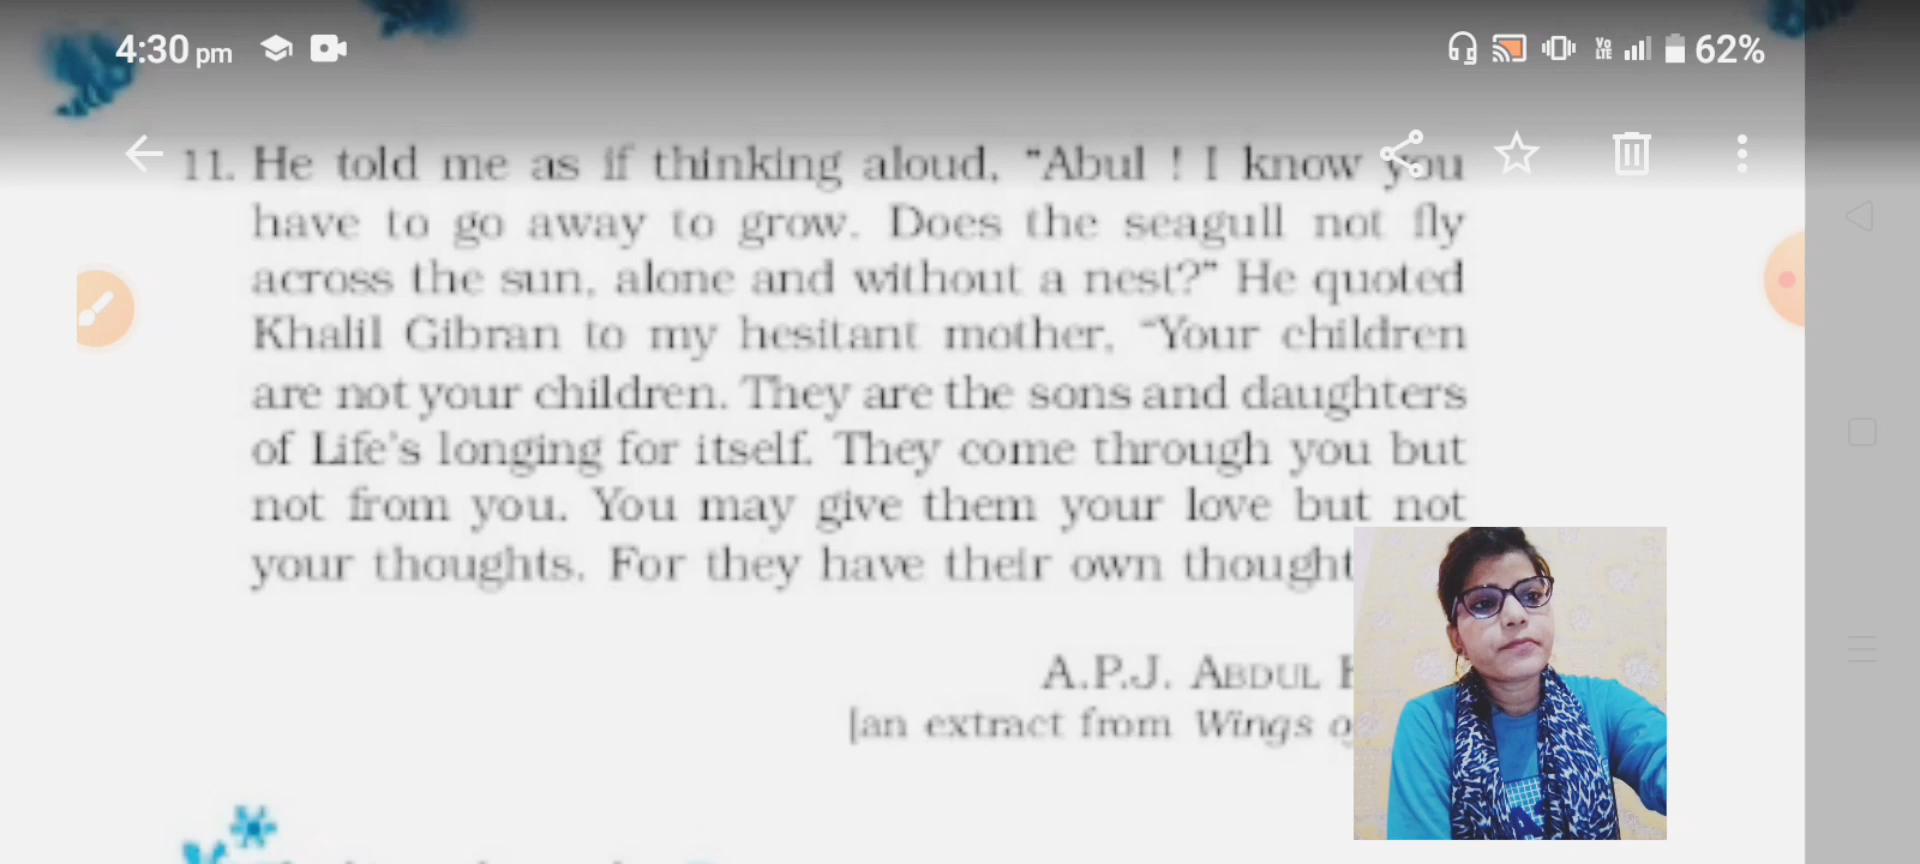 4:30 pm
Vo LTE 62%
11. He told me as if thinking aloud, "Abul ! I know you
have to go away to grow. Does the seagull not fly
across the sun, alone and without a nest?" He quoted
Khalil Gibran to my hesitant mother, "Your children
are not your children. They are the sons and daughters
of Life's longing for itself. They come through you but
not from you. You may give them your love but not
your thoughts. For they have their own thought
A.P.J. ABDUL
[an extract from Wings